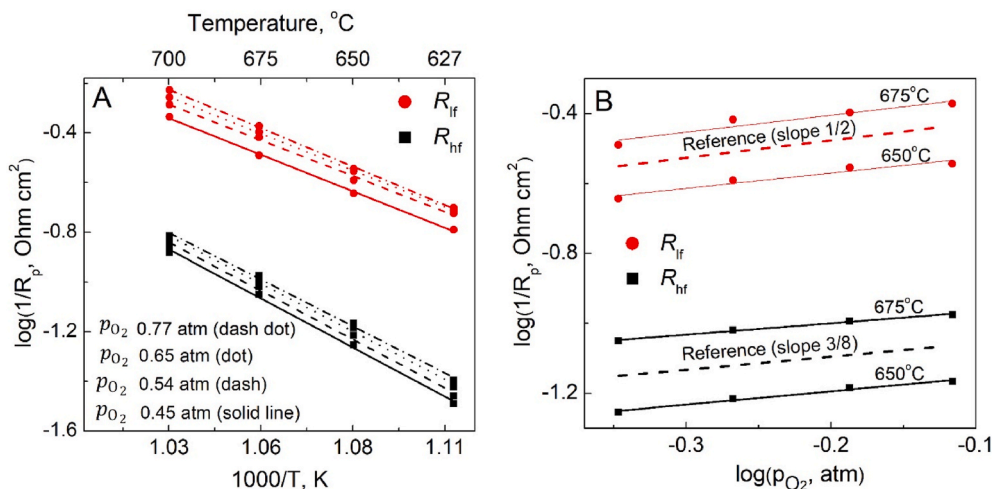 Temperature, °C
700 675 650 627
A
R_lf
R_hf
-0.4
-0.8
-1.2
-1.6
log(1/R_p), Ohm cm²
p_O₂ 0.77 atm (dash dot)
p_O₂ 0.65 atm (dot)
p_O₂ 0.54 atm (dash)
p_O₂ 0.45 atm (solid line)
1.03 1.06 1.08 1.11
1000/T, K
B
675°C
Reference (slope 1/2)
650°C
R_lf
R_hf
675°C
Reference (slope 3/8)
650°C
-0.4
-0.8
-1.2
log(1/R_p), Ohm cm²
-0.3 -0.2 -0.1
log(p_O₂, atm)